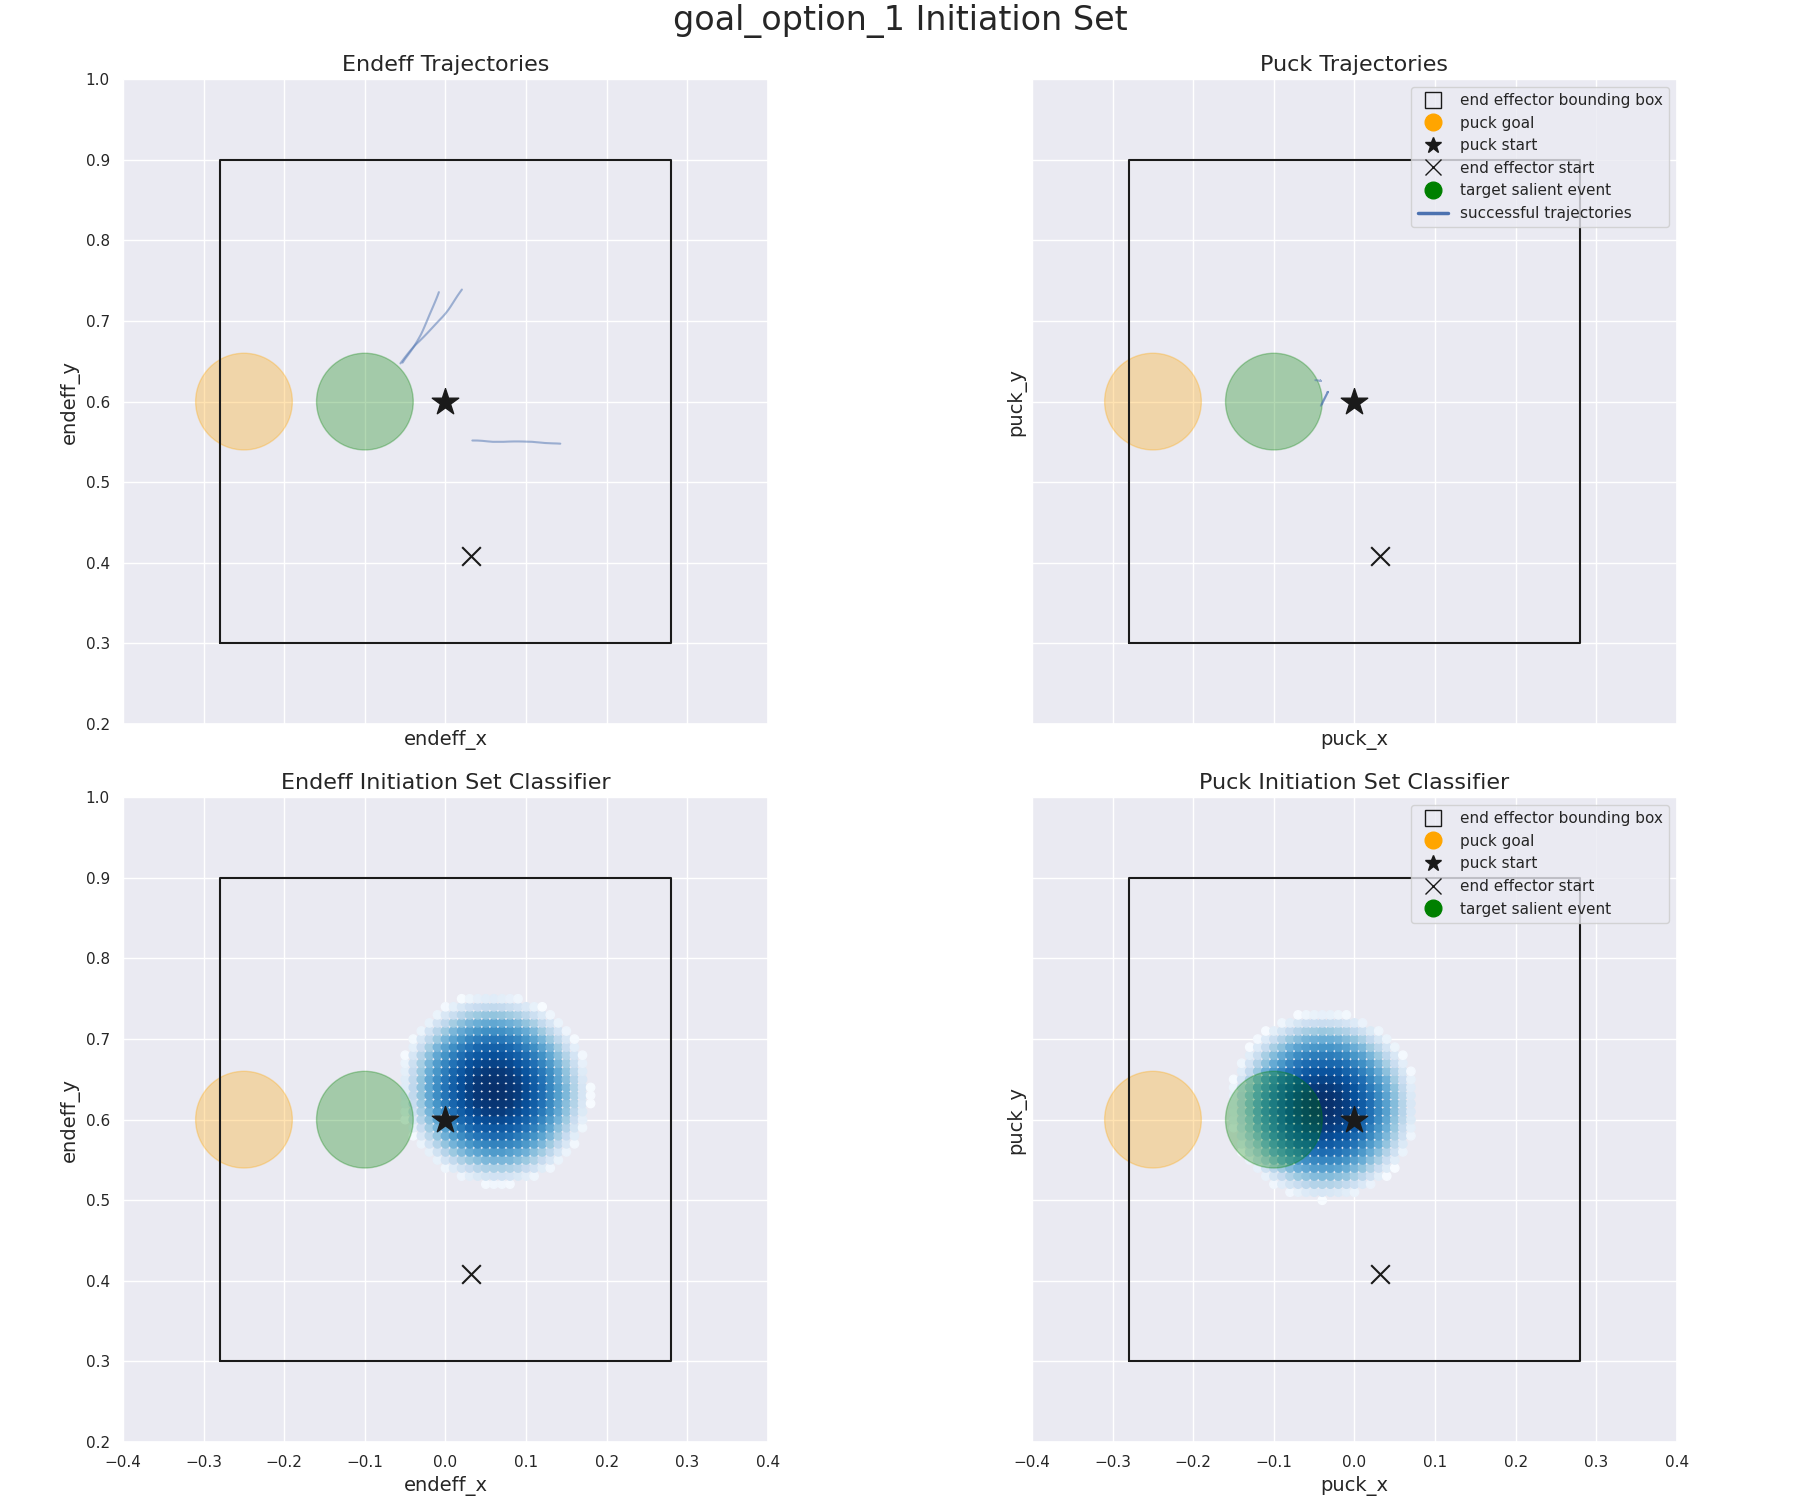 goal_option_1 Initiation Set
Endeff Trajectories
1.0
0.9
0.8
0.7
0.6
0.5
0.4
0.3
0.2
endeff_y
endeff_x
Puck Trajectories
end effector bounding box
puck goal
puck start
end effector start
target salient event
successful trajectories
puck_y
puck_x
Endeff Initiation Set Classifier
1.0
0.9
0.8
0.7
0.6
0.5
0.4
0.3
0.2
endeff_y
−0.4 −0.3 −0.2 −0.1 0.0 0.1 0.2 0.3 0.4
endeff_x
Puck Initiation Set Classifier
end effector bounding box
puck goal
puck start
end effector start
target salient event
puck_y
−0.4 −0.3 −0.2 −0.1 0.0 0.1 0.2 0.3 0.4
puck_x